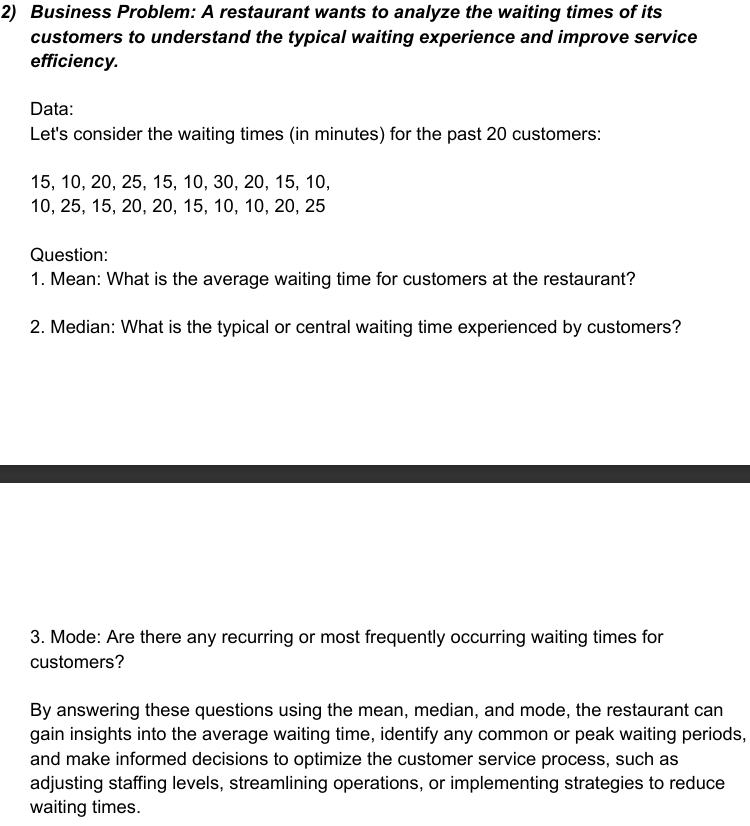 2) Business Problem: A restaurant wants to analyze the waiting times of its
customers to understand the typical waiting experience and improve service
efficiency.
Data:
Let's consider the waiting times (in minutes) for the past 20 customers:
15, 10, 20, 25, 15, 10, 30, 20, 15, 10,
10, 25, 15, 20, 20, 15, 10, 10, 20, 25
Question:
1. Mean: What is the average waiting time for customers at the restaurant?
2. Median: What is the typical or central waiting time experienced by customers?
3. Mode: Are there any recurring or most frequently occurring waiting times for
customers?
By answering these questions using the mean, median, and mode, the restaurant can
gain insights into the average waiting time, identify any common or peak waiting periods,
and make informed decisions to optimize the customer service process, such as
adjusting staffing levels, streamlining operations, or implementing strategies to reduce
waiting times.